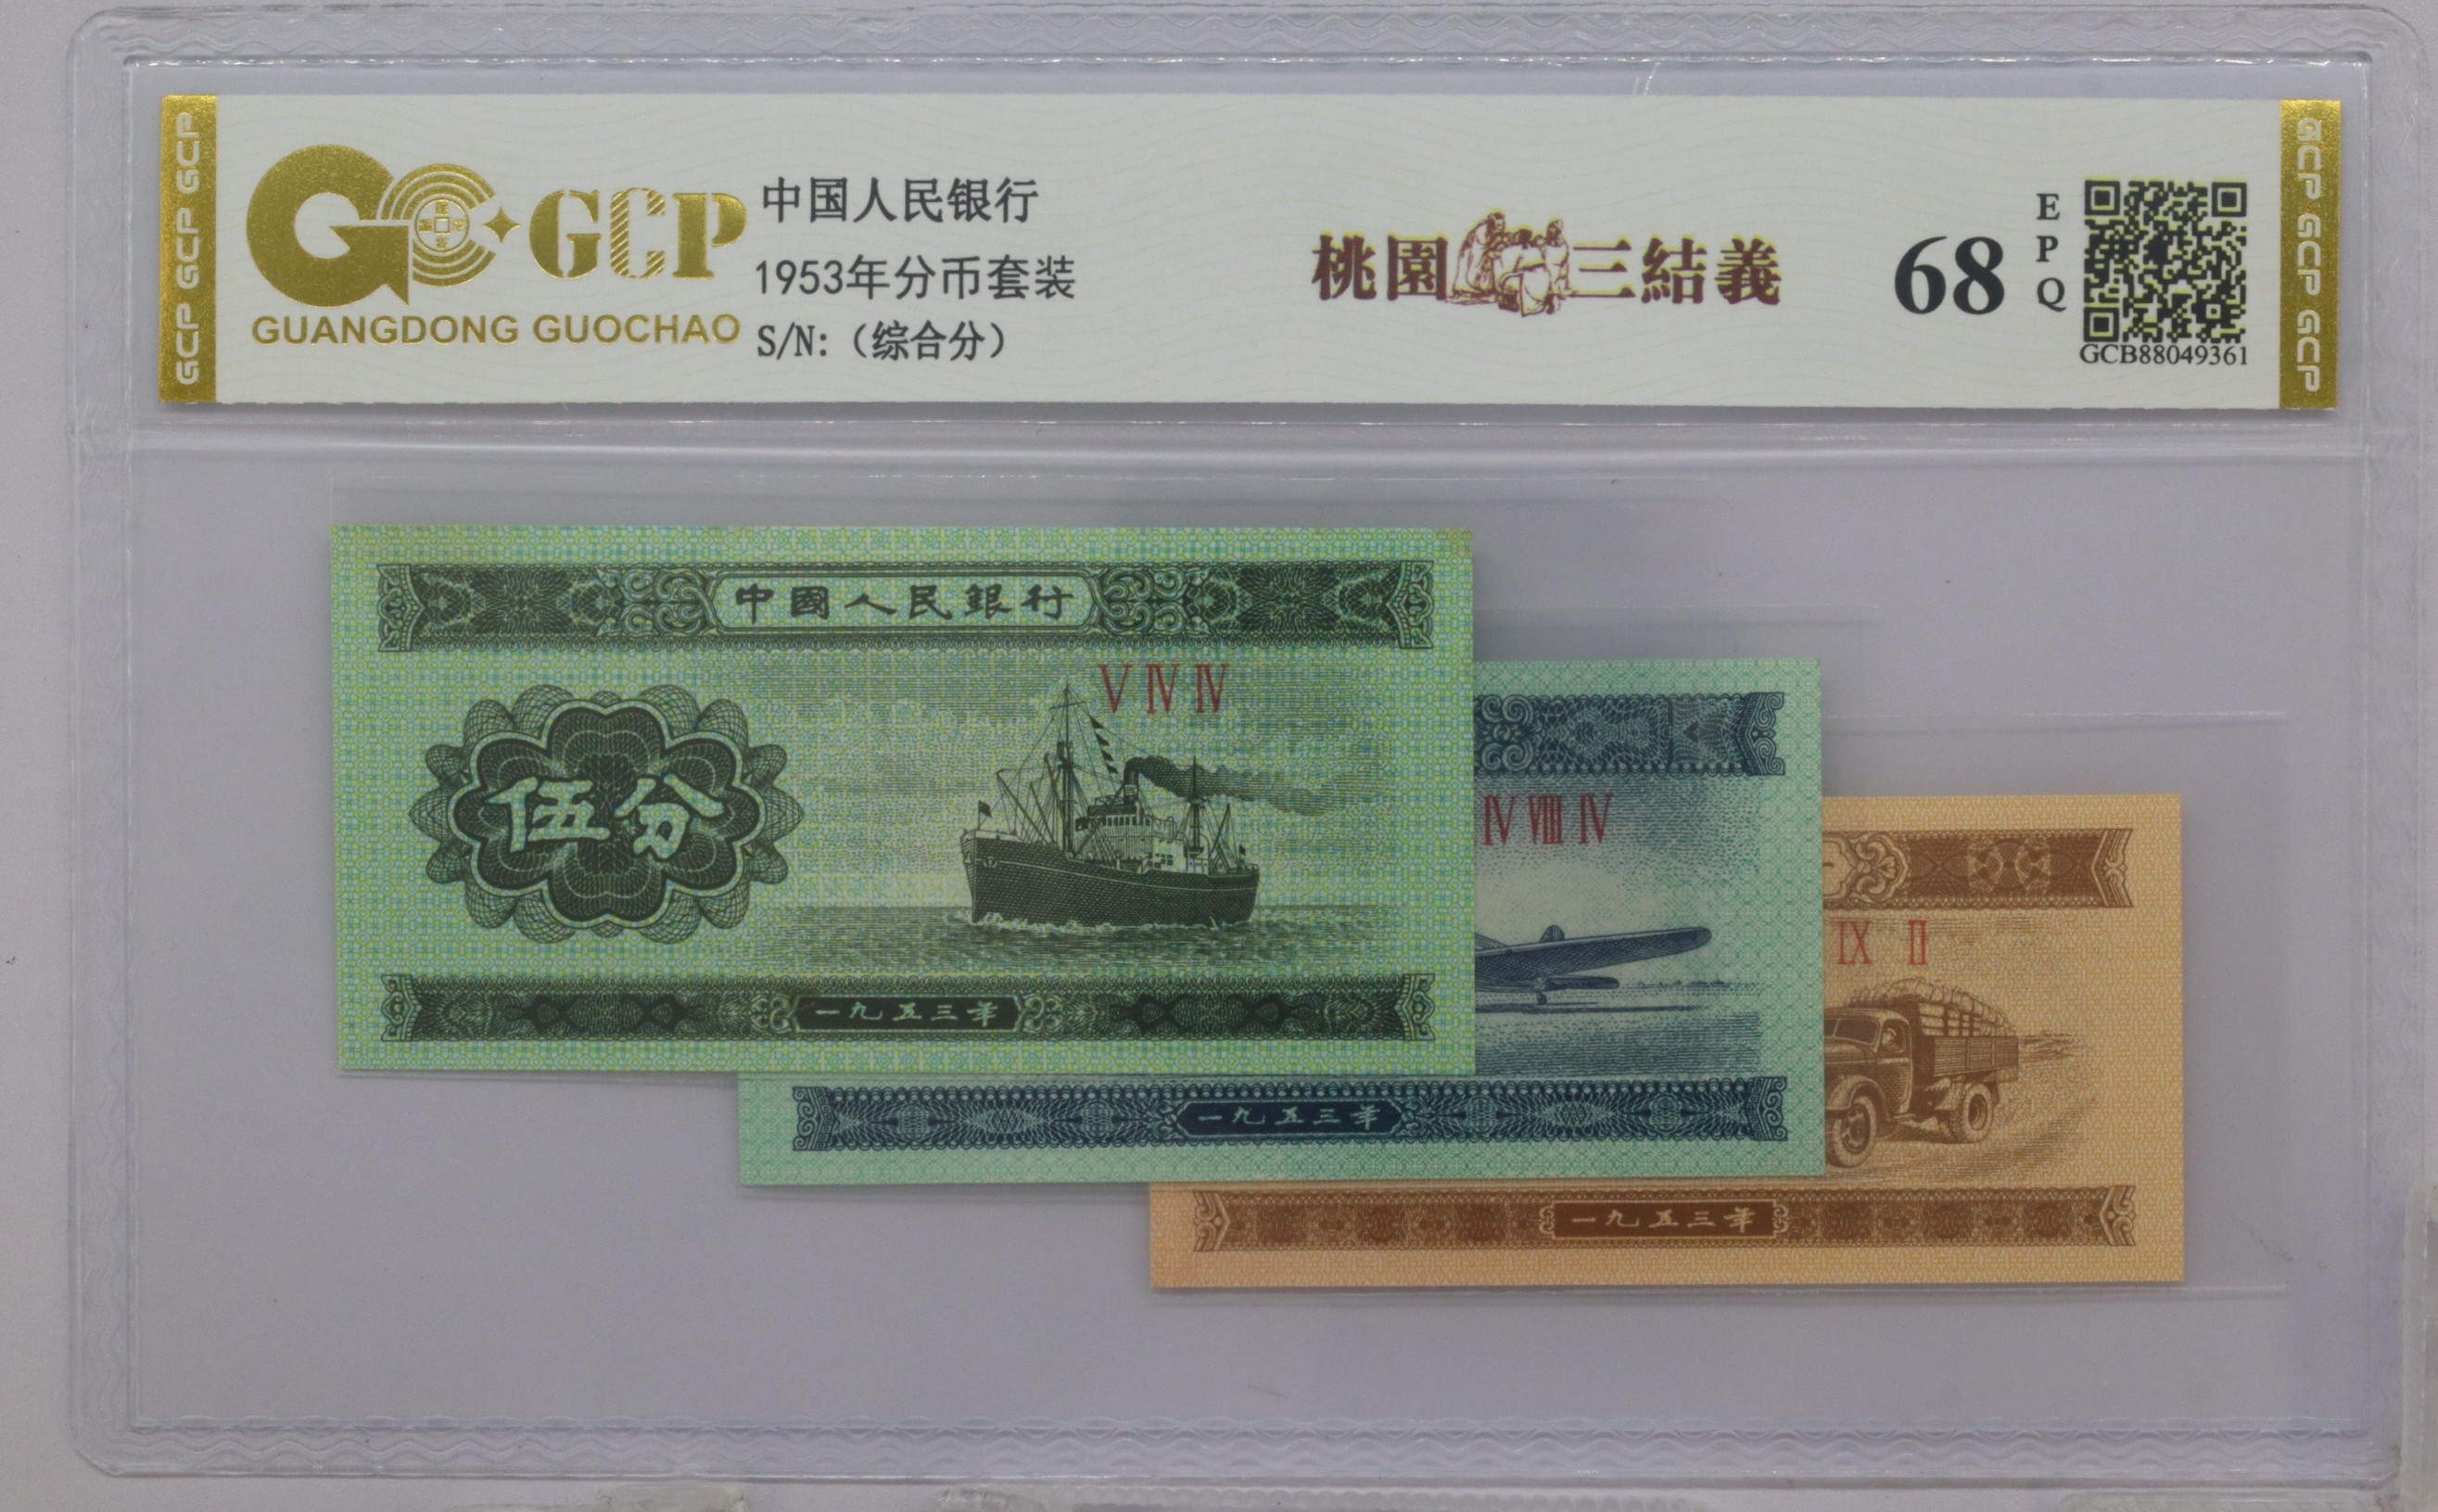 GCP GCP GCP
GCP
GUANGDONG GUOCHAO
中国人民银行
1953年分币套装
S/N:（综合分）
桃園三結義
68
EPQ
GCB88049361
GCP GCP GCP
中國人民銀行
V IV IV
伍分
一九五三年
IV VIII IV
一九五三年
IX II
一九五三年